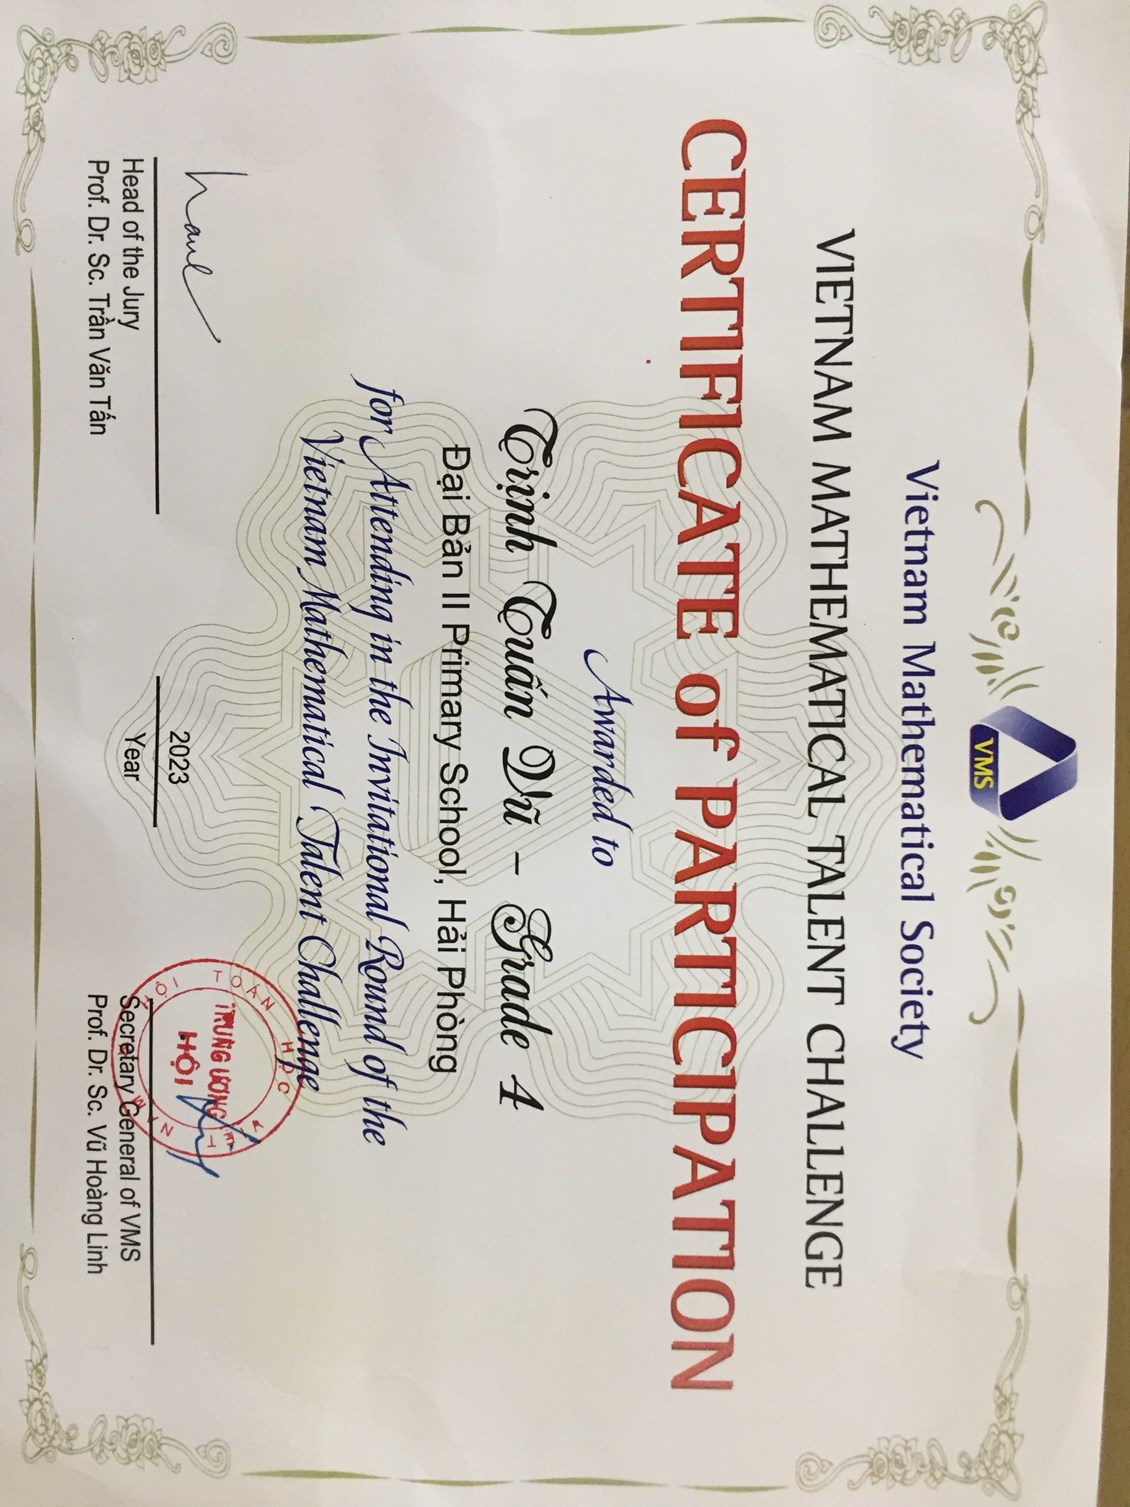 VMS
Vietnam Mathematical Society
VIETNAM MATHEMATICAL TALENT CHALLENGE
CERTIFICATE of PARTICIPATION
Awarded to
Trịnh Tuấn Vũ – Grade 4
Đại Bản II Primary School, Hải Phòng
for Attending in the Invitational Round of the
Vietnam Mathematical Talent Challenge
Head of the Jury
Prof. Dr. Sc. Trần Văn Tấn
2023
Year
HỘI TOÁN HỌC
TRUNG ƯƠNG
HỘI
Secretary General of VMS
Prof. Dr. Sc. Vũ Hoàng Linh